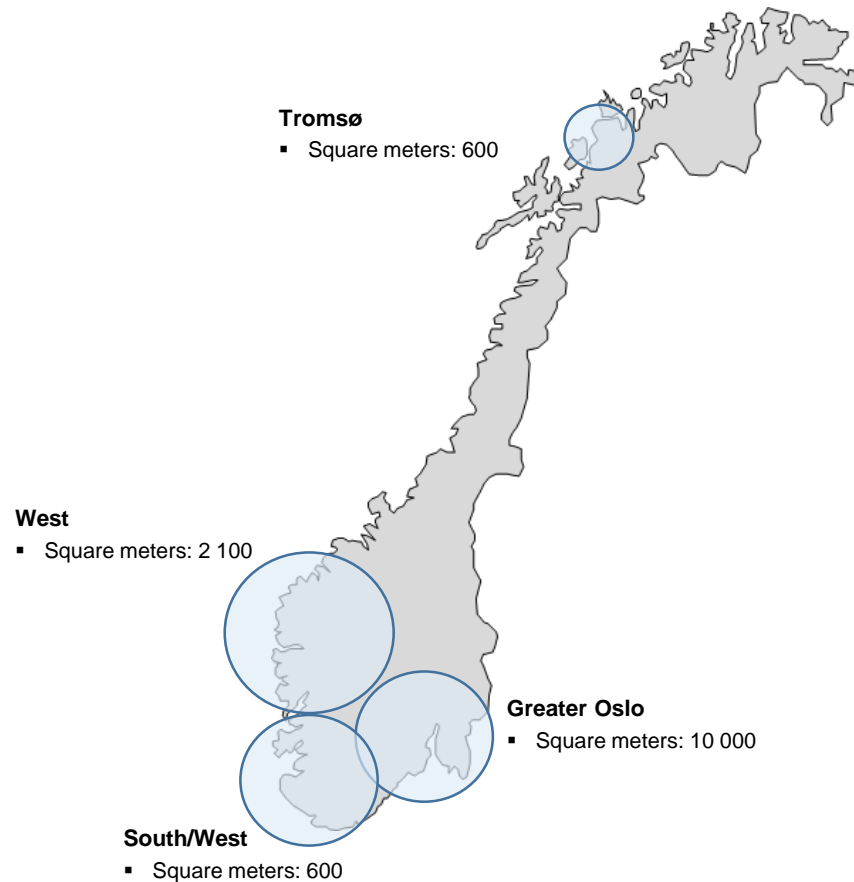 Tromsø
▪ Square meters: 600
West
▪ Square meters: 2 100
Greater Oslo
▪ Square meters: 10 000
South/West
▪ Square meters: 600